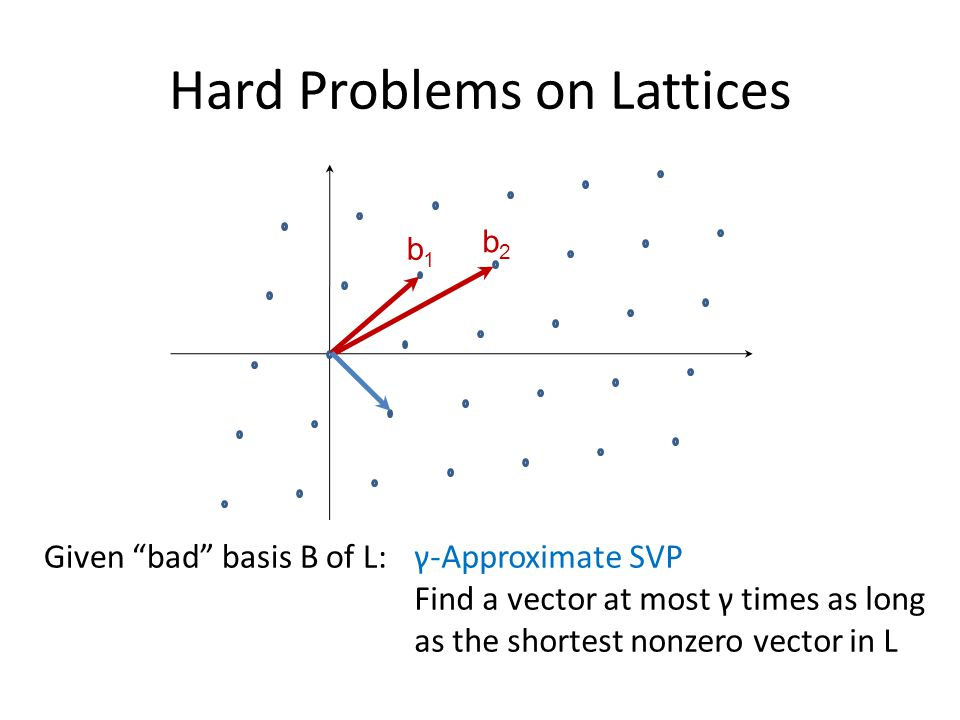 Hard Problems on Lattices
b1
b2
Given “bad” basis B of L: γ-Approximate SVP
Find a vector at most γ times as long
as the shortest nonzero vector in L